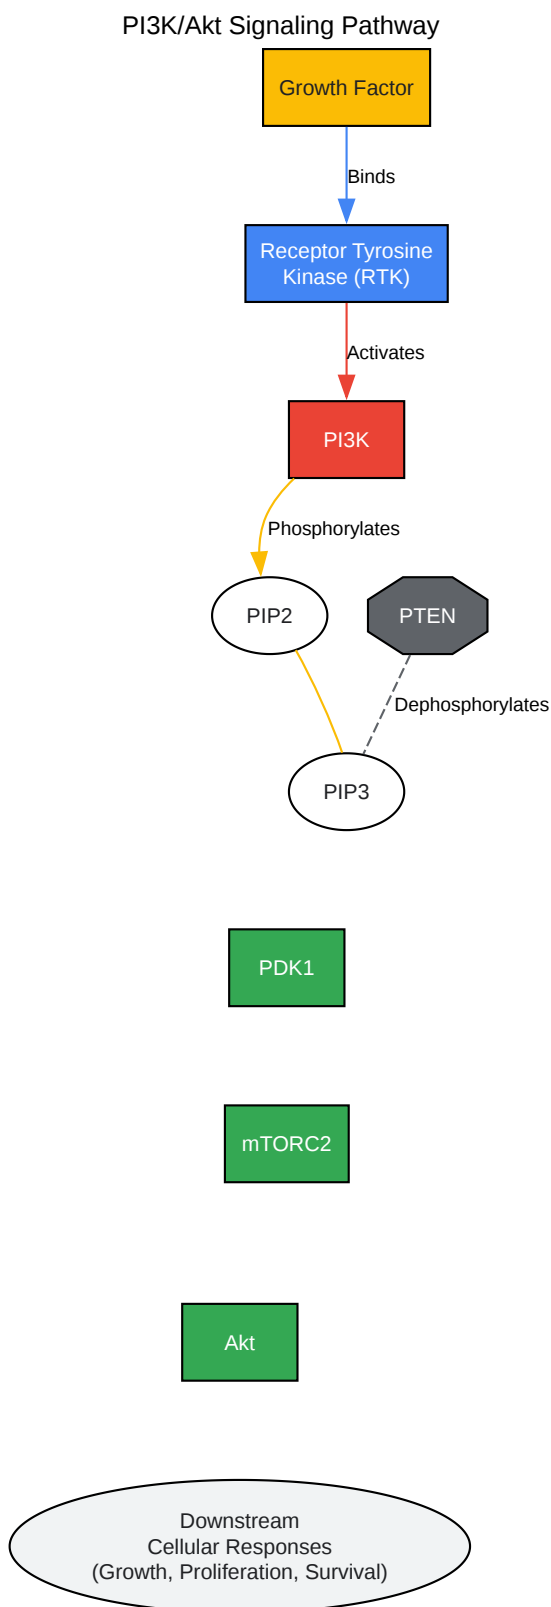 PI3K/Akt Signaling Pathway
Growth Factor
Binds
Receptor Tyrosine
Kinase (RTK)
Activates
PI3K
Phosphorylates
PIP2
PTEN
Dephosphorylates
PIP3
PDK1
mTORC2
Akt
Downstream
Cellular Responses
(Growth, Proliferation, Survival)